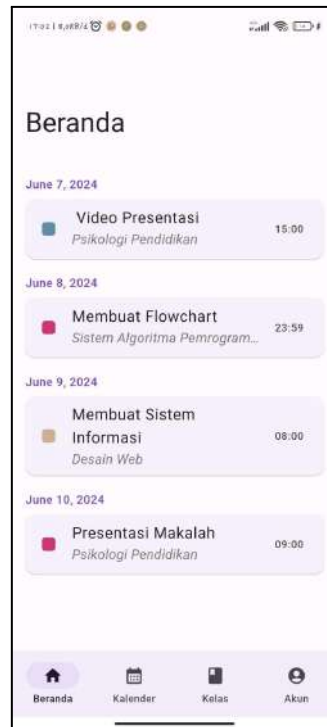 Beranda
June 7, 2024
Video Presentasi
Psikologi Pendidikan
15:00
June 8, 2024
Membuat Flowchart
Sistem Algoritma Pemrogram...
23:59
June 9, 2024
Membuat Sistem
Informasi
Desain Web
08:00
June 10, 2024
Presentasi Makalah
Psikologi Pendidikan
09:00
Beranda Kalender Kelas Akun